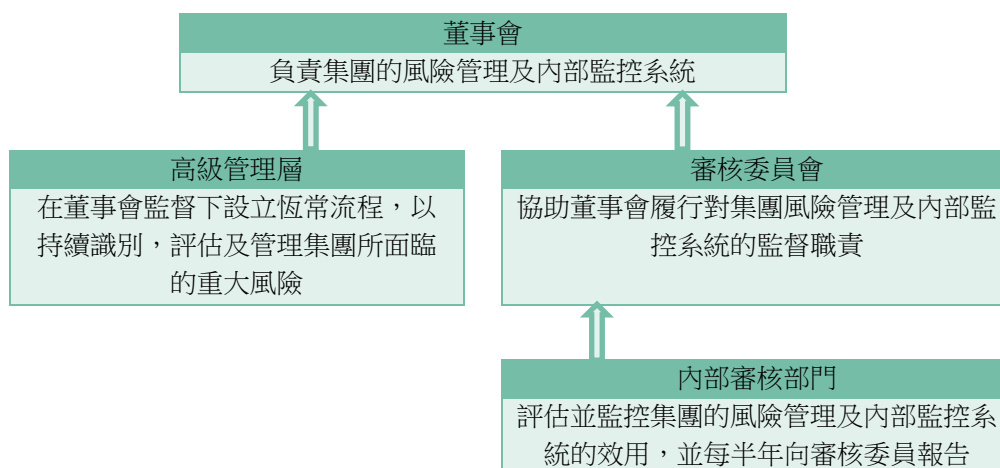 董事會
負責集團的風險管理及內部監控系統
高級管理層
在董事會監督下設立恆常流程，以
持續識別，評估及管理集團所面臨
的重大風險
審核委員會
協助董事會履行對集團風險管理及內部監
控系統的監督職責
內部審核部門
評估並監控集團的風險管理及內部監控系
統的效用，並每半年向審核委員報告